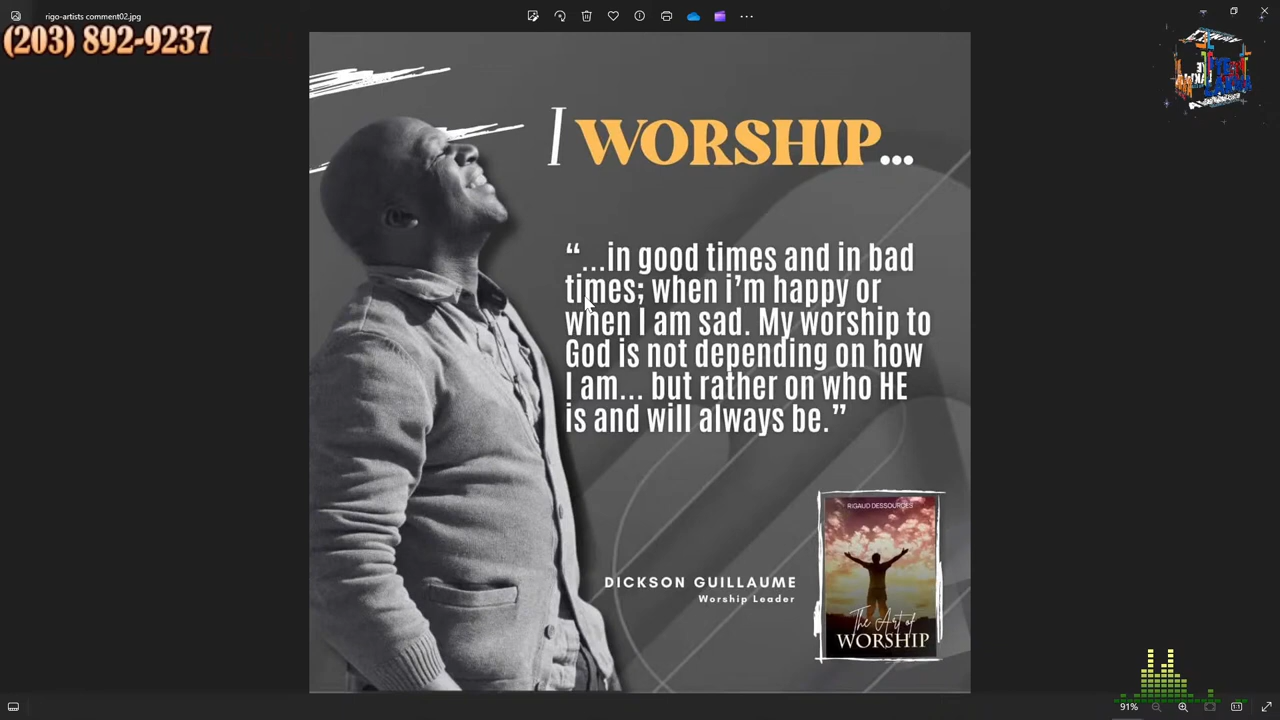 rigo-artists comment02.jpg
(203) 892-9237
I WORSHIP...
“...in good times and in bad
times; when i’m happy or
when I am sad. My worship to
God is not depending on how
I am... but rather on who HE
is and will always be.”
RIGAUD DESSOURCES
The Art of
WORSHIP
DICKSON GUILLAUME
Worship Leader
91%